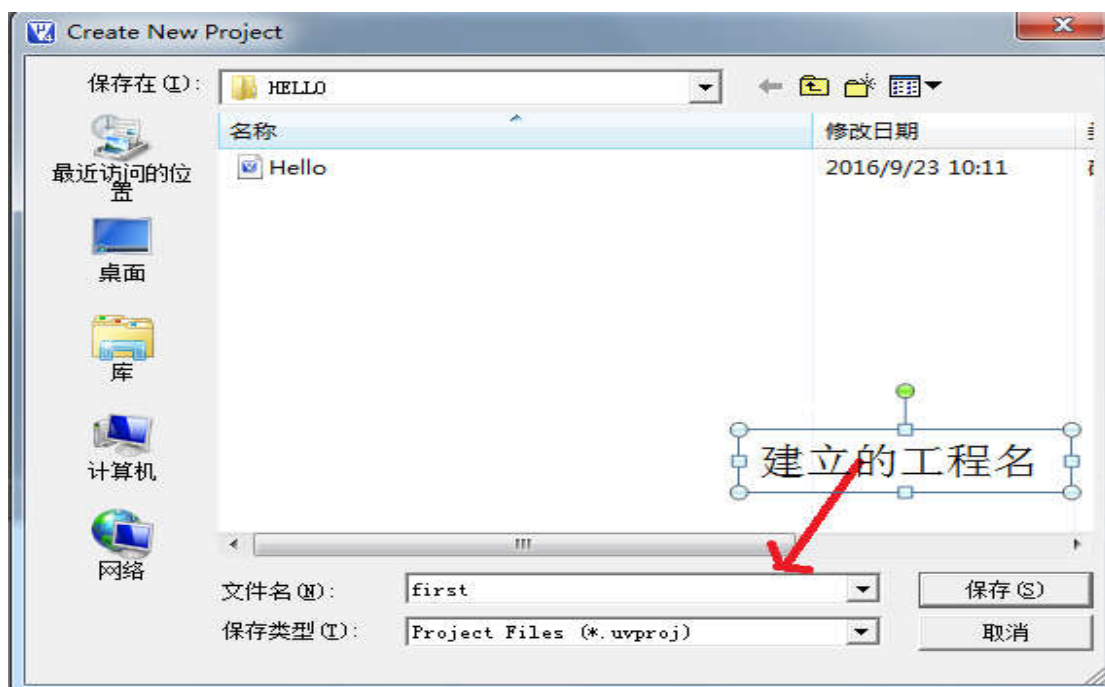 Create New Project
保存在(I):
HELLO
名称
修改日期
Hello
2016/9/23 10:11
最近访问的位
置
桌面
库
计算机
网络
建立的工程名
文件名(N):
first
保存(S)
保存类型(T):
Project Files (*.uvproj)
取消